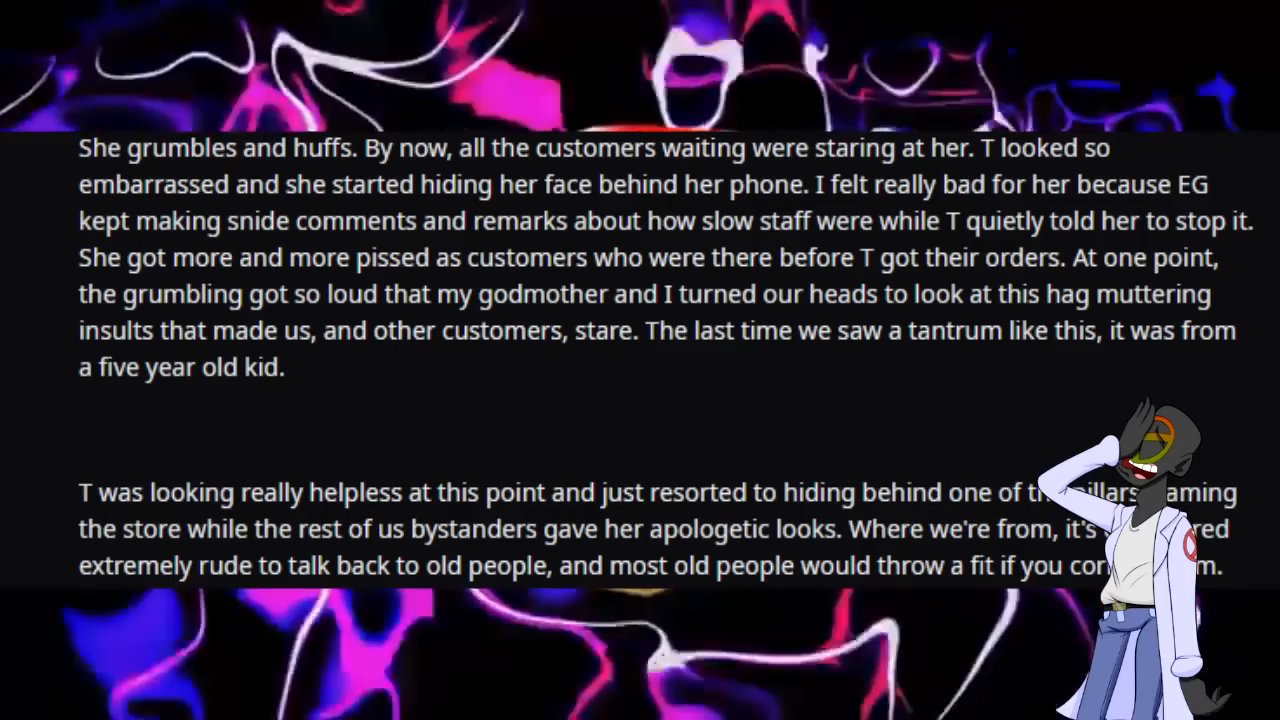 She grumbles and huffs. By now, all the customers waiting were staring at her. T looked so
embarrassed and she started hiding her face behind her phone. I felt really bad for her because EG
kept making snide comments and remarks about how slow staff were while T quietly told her to stop it.
She got more and more pissed as customers who were there before T got their orders. At one point,
the grumbling got so loud that my godmother and I turned our heads to look at this hag muttering
insults that made us, and other customers, stare. The last time we saw a tantrum like this, it was from
a five year old kid.
T was looking really helpless at this point and just resorted to hiding behind one of
the store while the rest of us bystanders gave her apologetic looks. Where we're from, it's
extremely rude to talk back to old people, and most old people would throw a fit if you